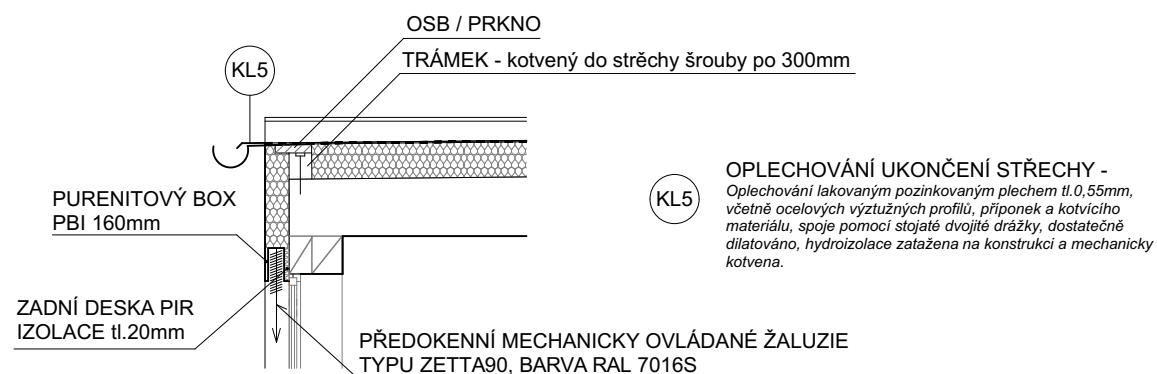 OSB / PRKNO
TRÁMEK - kotvený do strěchy šrouby po 300mm
KL5
PURENITOVÝ BOX
PBI 160mm
ZADNÍ DESKA PIR
IZOLACE tl.20mm
PŘEDOKENNÍ MECHANICKY OVLÁDANÉ ŽALUZIE
TYPU ZETTA90, BARVA RAL 7016S
KL5
OPLECHOVÁNÍ UKONČENÍ STŘECHY -
Oplechování lakovaným pozinkovaným plechem tl.0,55mm,
včetně ocelových výztužných profilů, příponek a kotvícího
materiálu, spoje pomocí stojaté dvojité drážky, dostatečně
dilatováno, hydroizolace zatažena na konstrukci a mechanicky
kotvena.